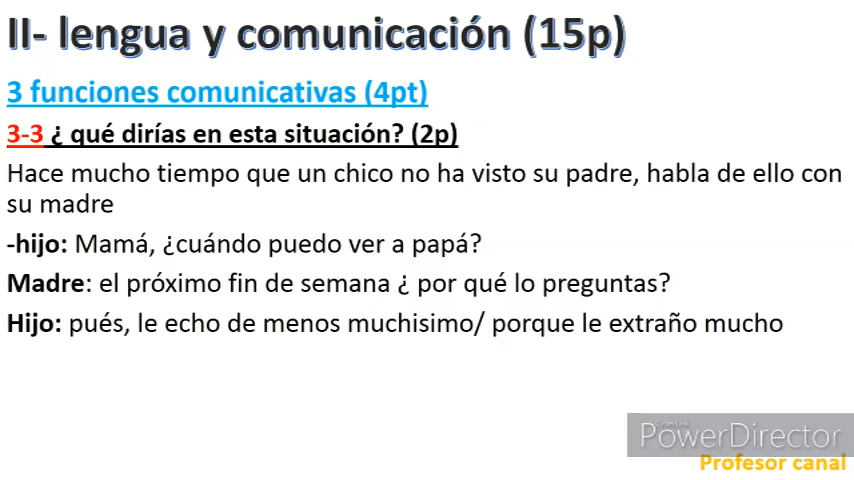 II- lengua y comunicación (15p)
3 funciones comunicativas (4pt)
3-3 ¿ qué dirías en esta situación? (2p)
Hace mucho tiempo que un chico no ha visto su padre, habla de ello con
su madre
-hijo: Mamá, ¿cuándo puedo ver a papá?
Madre: el próximo fin de semana ¿ por qué lo preguntas?
Hijo: pués, le echo de menos muchisimo/ porque le extraño mucho
CyberLink
PowerDirector
Profesor canal